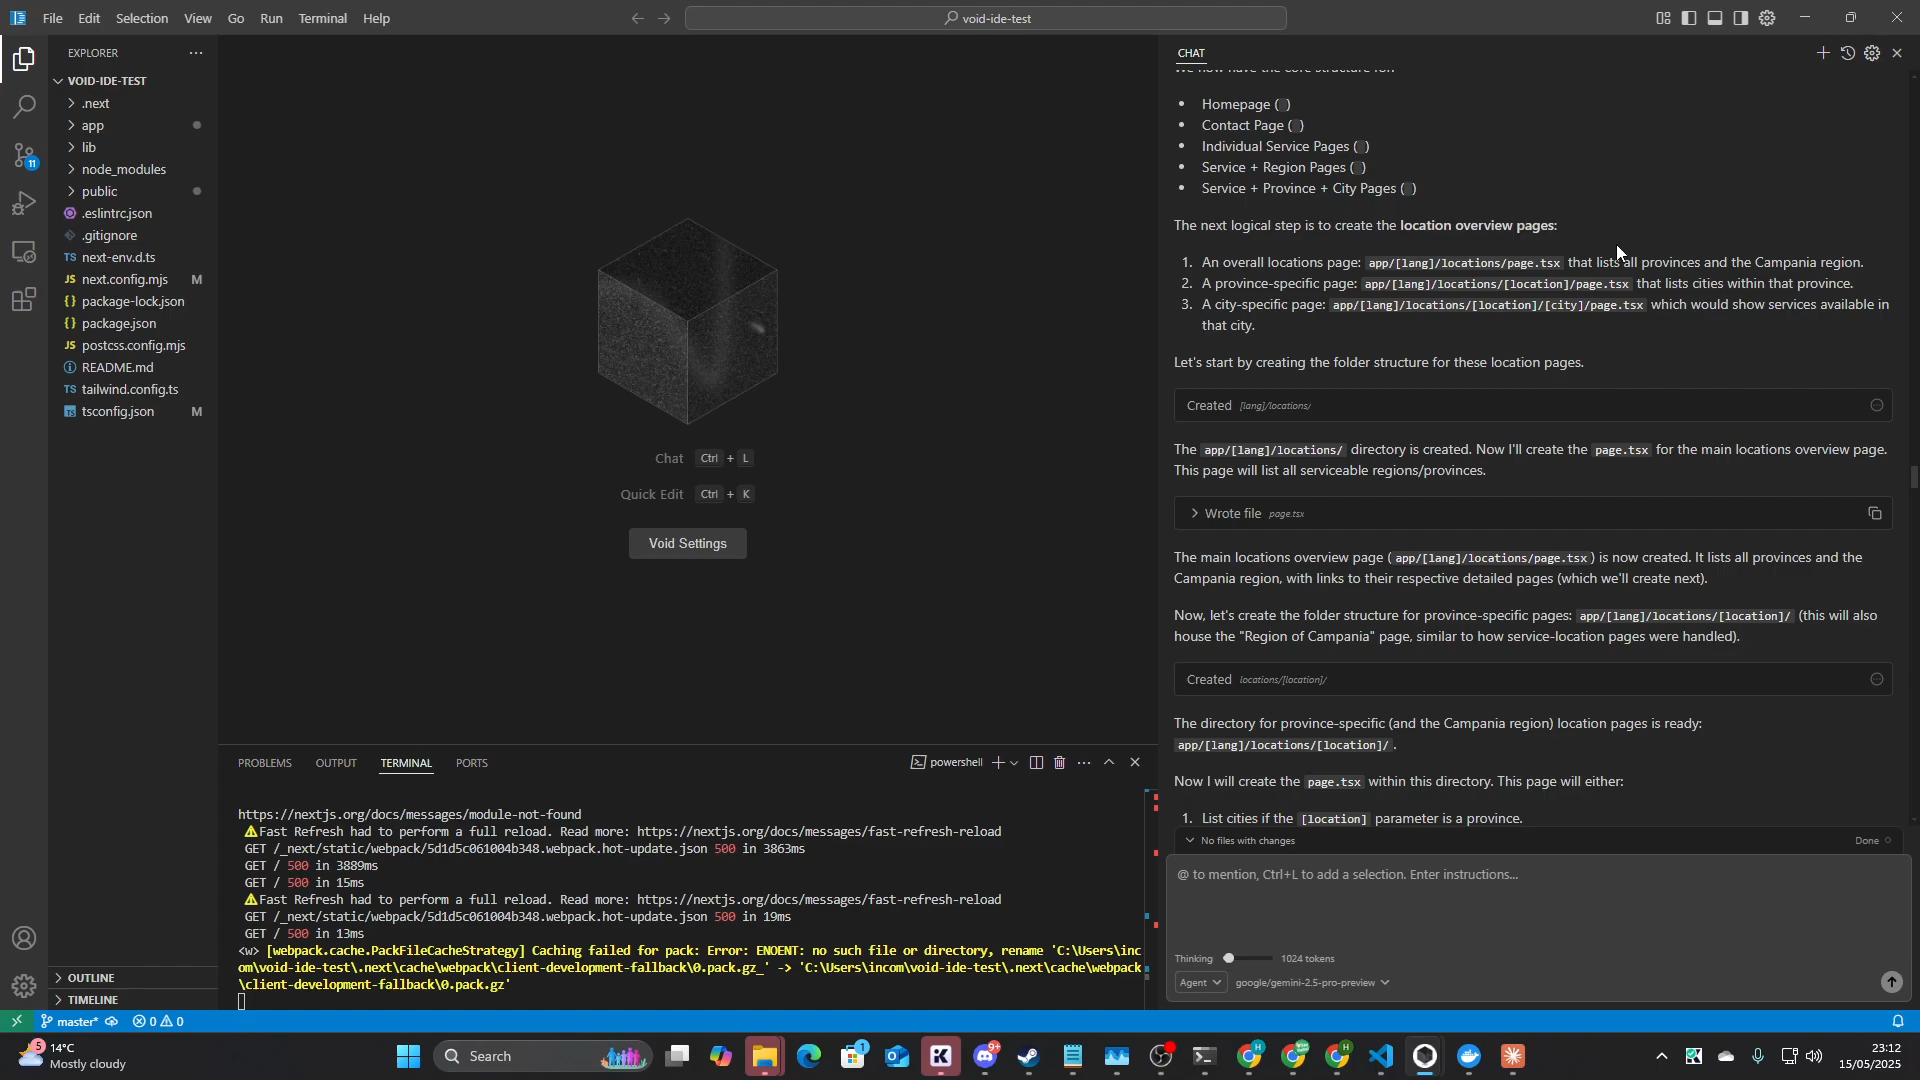 File Edit Selection View Go Run Terminal Help
void-ide-test
EXPLORER
VOID-IDE-TEST
.next
app
lib
node_modules
public
.eslintrc.json
.gitignore
TS next-env.d.ts
JS next.config.mjs M
{} package-lock.json
{} package.json
JS postcss.config.mjs
README.md
TS tailwind.config.ts
TS tsconfig.json M
OUTLINE
TIMELINE
11
Chat Ctrl + L
Quick Edit Ctrl + K
Void Settings
PROBLEMS OUTPUT TERMINAL PORTS
powershell
https://nextjs.org/docs/messages/module-not-found
⚠Fast Refresh had to perform a full reload. Read more: https://nextjs.org/docs/messages/fast-refresh-reload
GET /_next/static/webpack/5d1d5c061004b348.webpack.hot-update.json 500 in 3863ms
GET / 500 in 3889ms
GET / 500 in 15ms
⚠Fast Refresh had to perform a full reload. Read more: https://nextjs.org/docs/messages/fast-refresh-reload
GET /_next/static/webpack/5d1d5c061004b348.webpack.hot-update.json 500 in 19ms
GET / 500 in 13ms
<w> [webpack.cache.PackFileCacheStrategy] Caching failed for pack: Error: ENOENT: no such file or directory, rename 'C:\Users\inc
om\void-ide-test\.next\cache\webpack\client-development-fallback\0.pack.gz_' -> 'C:\Users\incom\void-ide-test\.next\cache\webpack
\client-development-fallback\0.pack.gz'
CHAT
We now have the core structure for:
• Homepage ( )
• Contact Page ( )
• Individual Service Pages ( )
• Service + Region Pages ( )
• Service + Province + City Pages ( )
The next logical step is to create the location overview pages:
1. An overall locations page: app/[lang]/locations/page.tsx that lists all provinces and the Campania region.
2. A province-specific page: app/[lang]/locations/[location]/page.tsx that lists cities within that province.
3. A city-specific page: app/[lang]/locations/[location]/[city]/page.tsx which would show services available in
that city.
Let's start by creating the folder structure for these location pages.
Created [lang]/locations/
The app/[lang]/locations/ directory is created. Now I'll create the page.tsx for the main locations overview page.
This page will list all serviceable regions/provinces.
Wrote file page.tsx
The main locations overview page ( app/[lang]/locations/page.tsx ) is now created. It lists all provinces and the
Campania region, with links to their respective detailed pages (which we'll create next).
Now, let's create the folder structure for province-specific pages: app/[lang]/locations/[location]/ (this will also
house the "Region of Campania" page, similar to how service-location pages were handled).
Created locations/[location]/
The directory for province-specific (and the Campania region) location pages is ready:
app/[lang]/locations/[location]/ .
Now I will create the page.tsx within this directory. This page will either:
1. List cities if the [location] parameter is a province.
No files with changes Done
@ to mention, Ctrl+L to add a selection. Enter instructions...
Thinking 1024 tokens
Agent google/gemini-2.5-pro-preview
master* 0 0
5 14°C
Mostly cloudy
Search
1
9+
23:12
15/05/2025